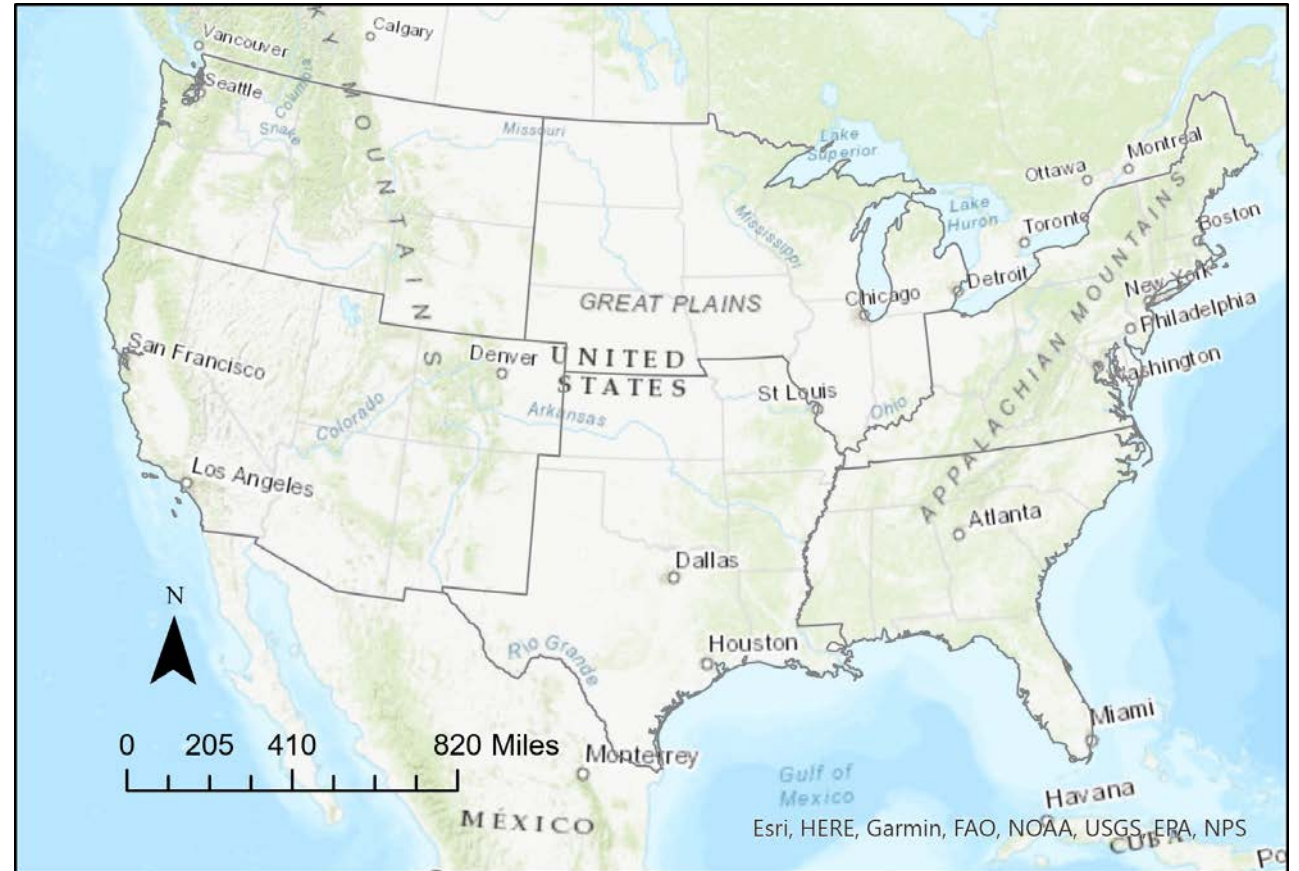 Calgary
Vancouver
KY MOUNTAINS
Seattle
Columbia
Snake
Missouri
Lake
Superior
Ottawa
Montreal
Lake
Huron
Toronto
Boston
Mississippi
Detroit
New York
Chicago
GREAT PLAINS
Philadelphia
APPALACHIAN MOUNTAINS
San Francisco
Denver
UNITED
STATES
Washington
St Louis
Ohio
Colorado
Arkansas
Los Angeles
Atlanta
Dallas
N
Houston
Rio Grande
Miami
0 205 410 820 Miles
Monterrey
Gulf of
Mexico
Havana
MÉXICO
Esri, HERE, Garmin, FAO, NOAA, USGS, EPA, NPS
CUBA
Po